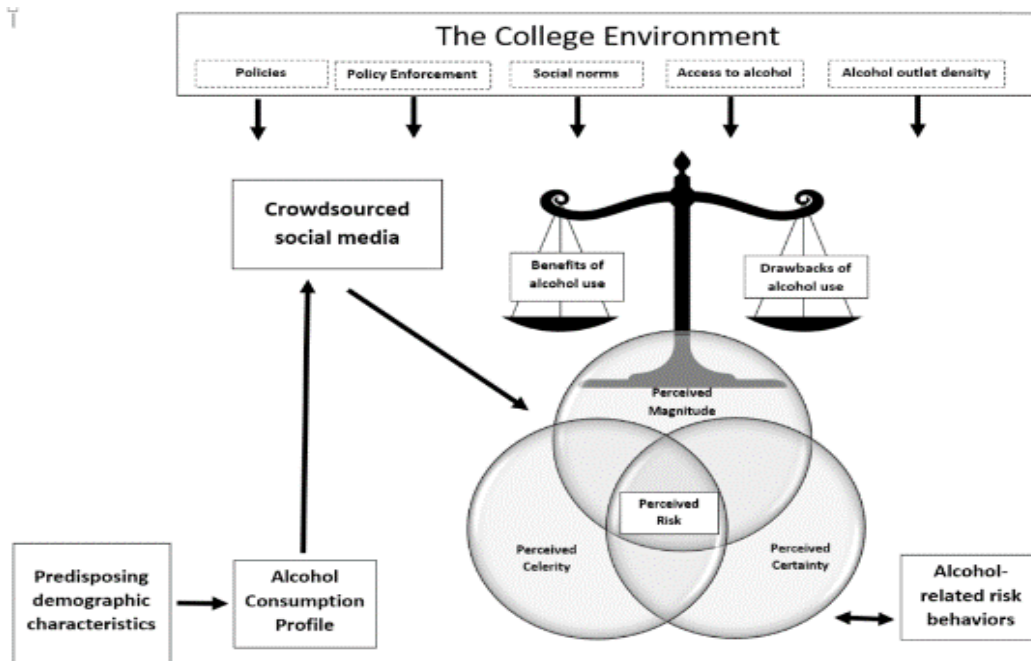 The College Environment
Policies
Policy Enforcement
Social norms
Access to alcohol
Alcohol outlet density
Crowdsourced
social media
Benefits of
alcohol use
Drawbacks of
alcohol use
Perceived
Magnitude
Perceived
Risk
Perceived
Celerity
Perceived
Certainty
Predisposing
demographic
characteristics
Alcohol
Consumption
Profile
Alcohol-
related risk
behaviors